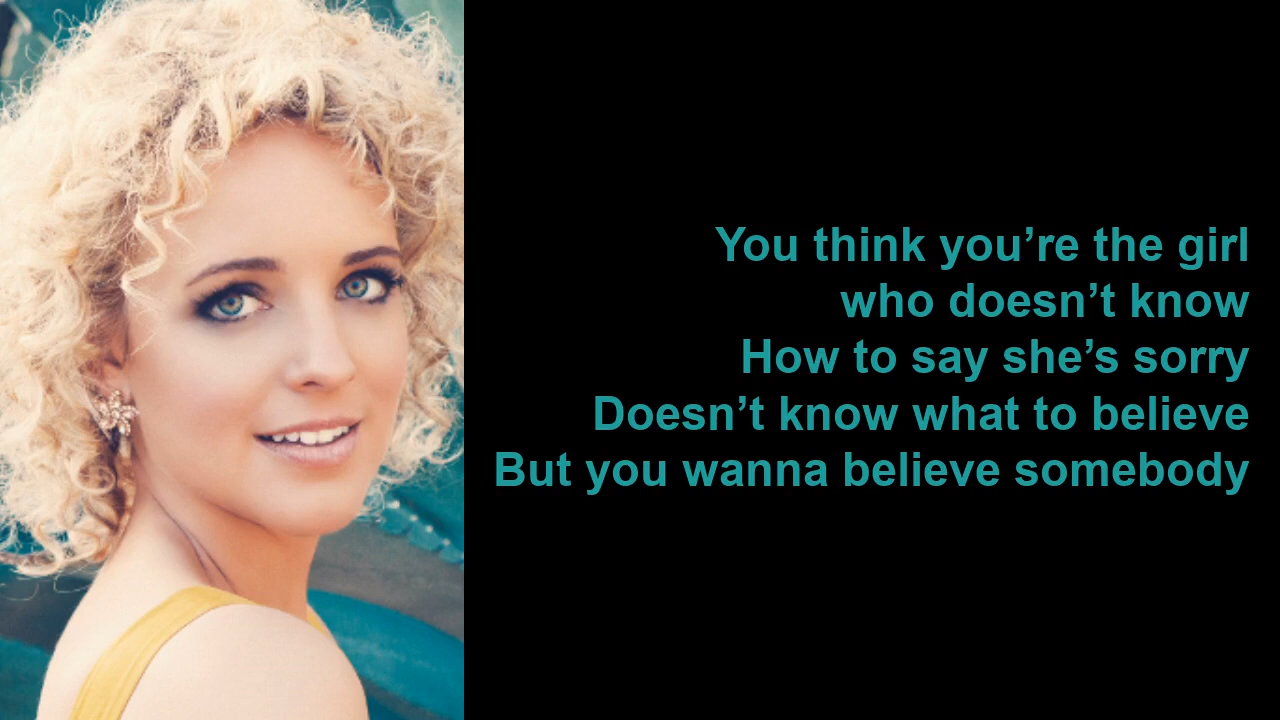 You think you’re the girl
who doesn’t know
How to say she’s sorry
Doesn’t know what to believe
But you wanna believe somebody